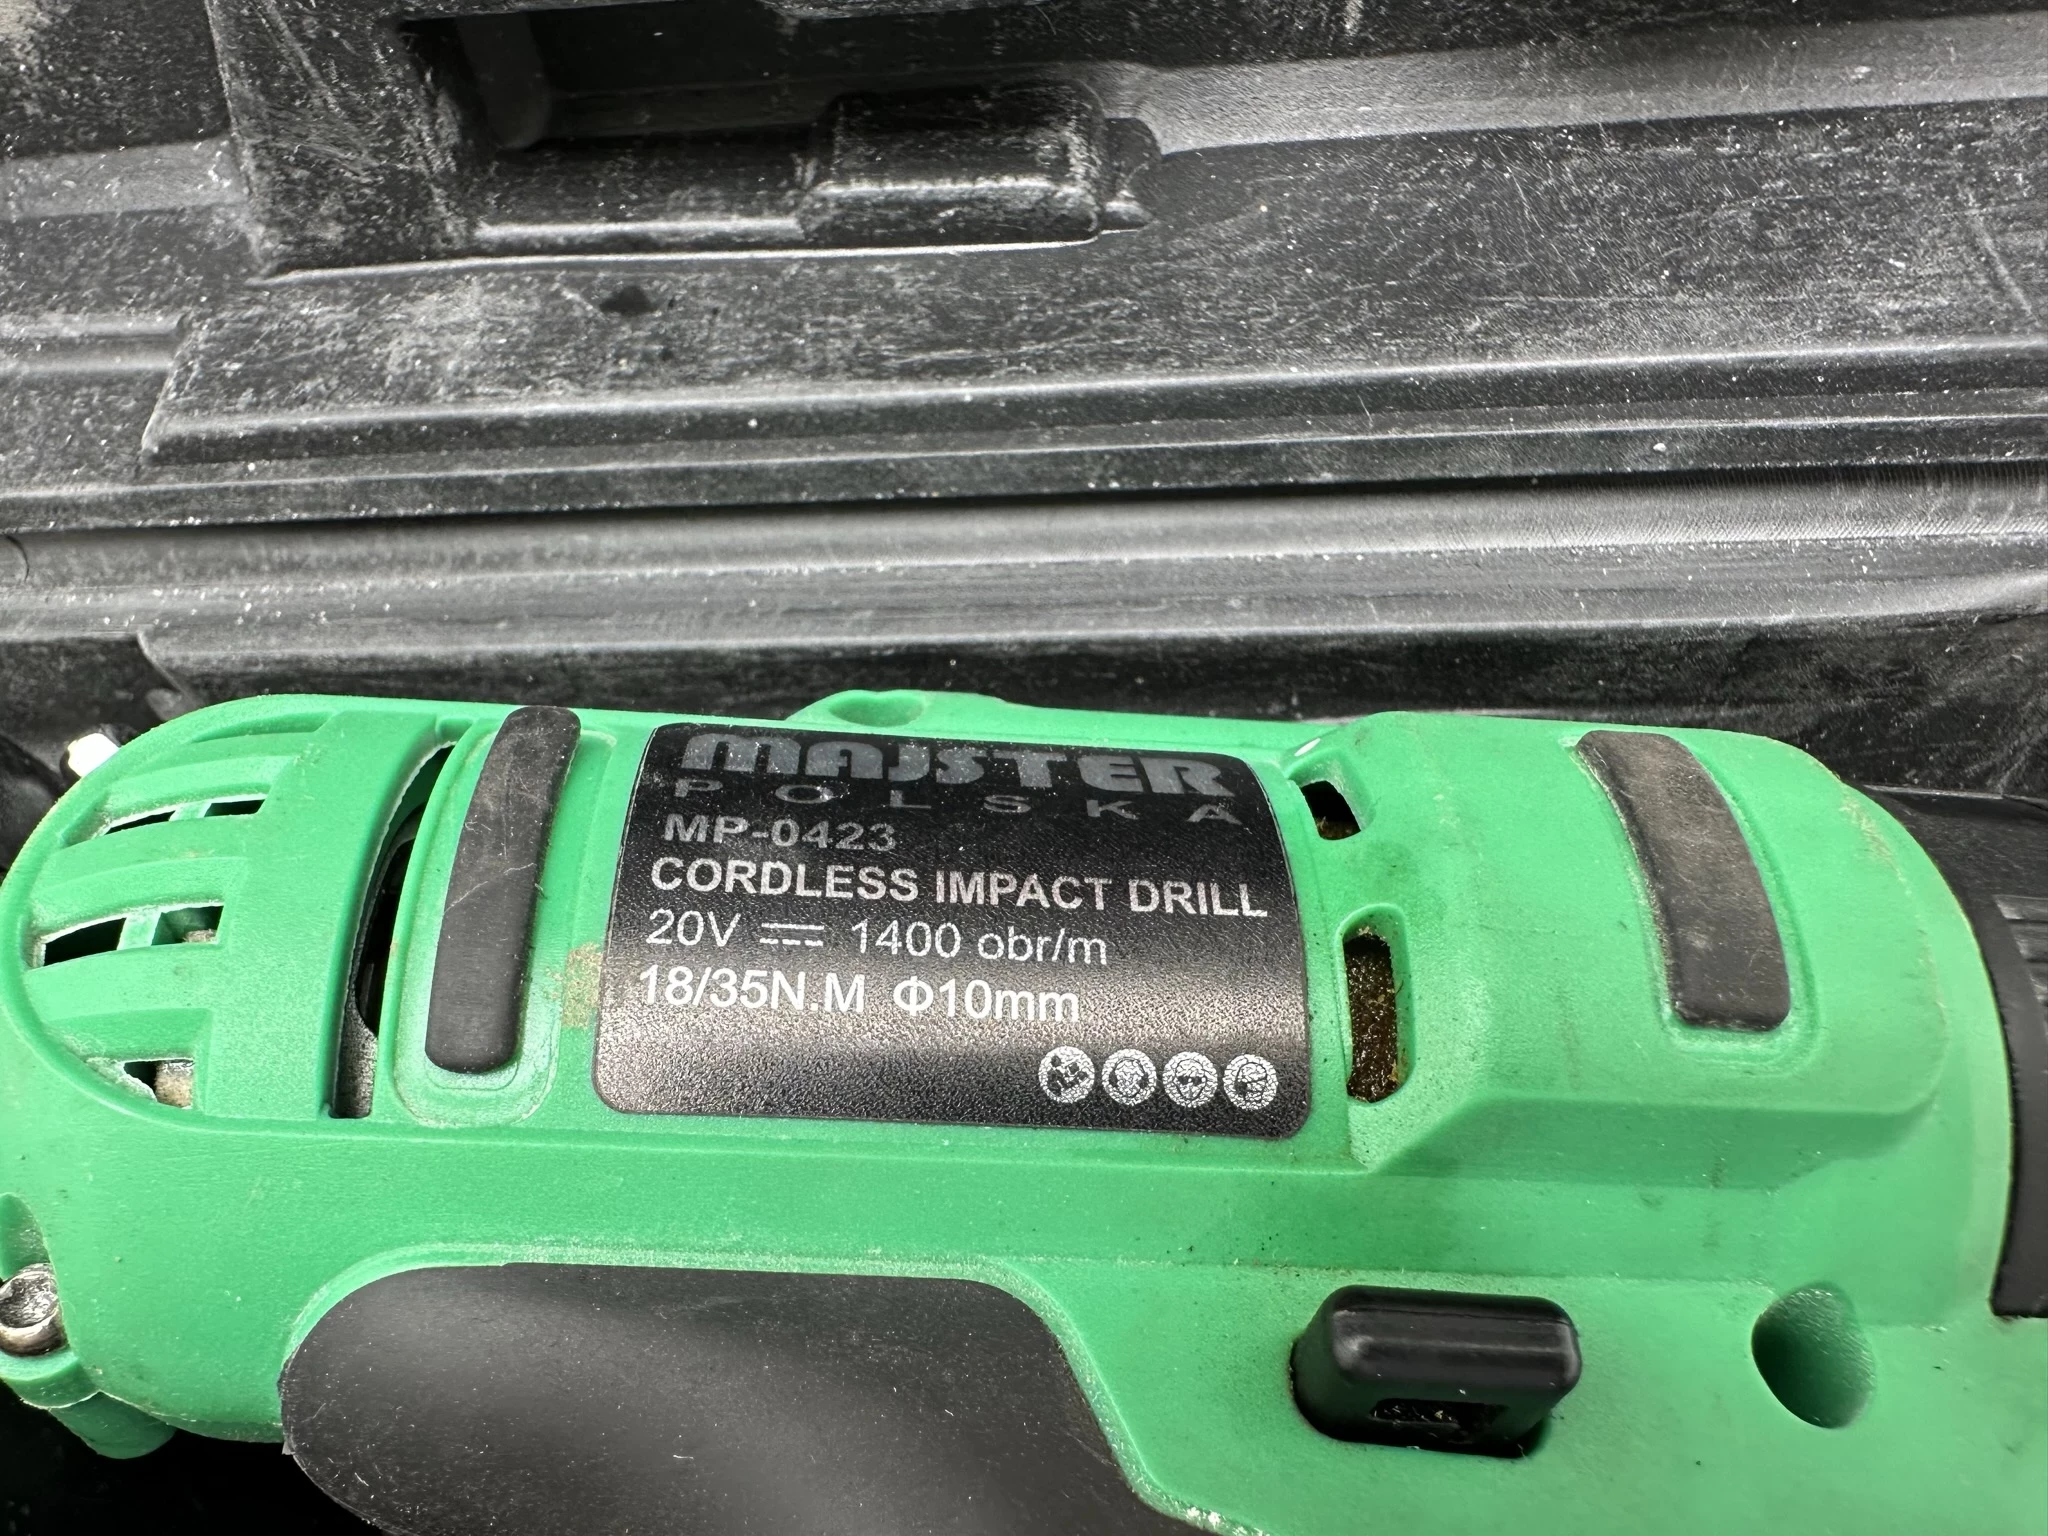 MAJSTER
POLSKA
MP-0423
CORDLESS IMPACT DRILL
20V ⎓ 1400 obr/m
18/35N.M Φ10mm